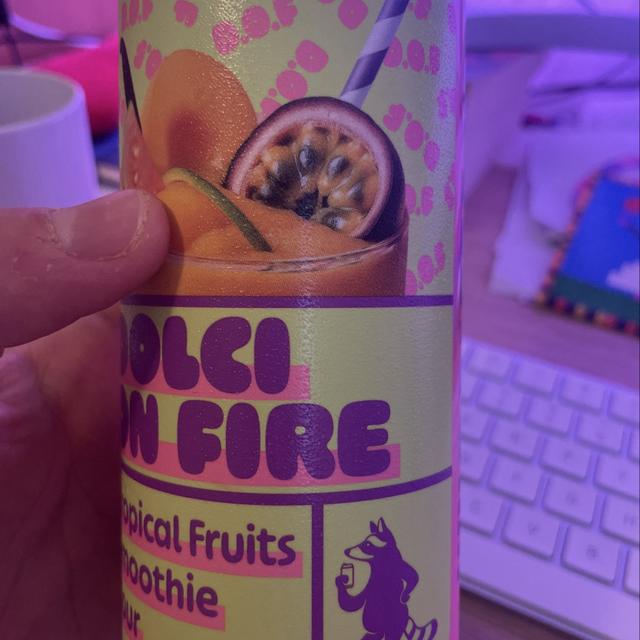 OLCI
N FIRE
opical Fruits
moothie
our